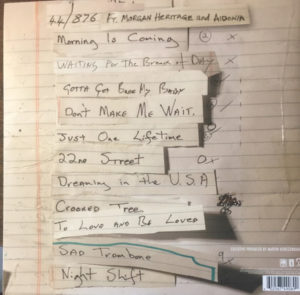 44/876 FT. MORGAN HERITAGE and AIDONIA
Morning Is Coming
WAITING For The Break of Day
GOTTA GET BACK MY BABY
DON'T MAKE ME WAIT.
Just One Lifetime
22nd STREET
Dreaming in the U.S.A
CROOKED TREE
To LOVE AND BE LOVED
SAD TROMBONE
Night Shift